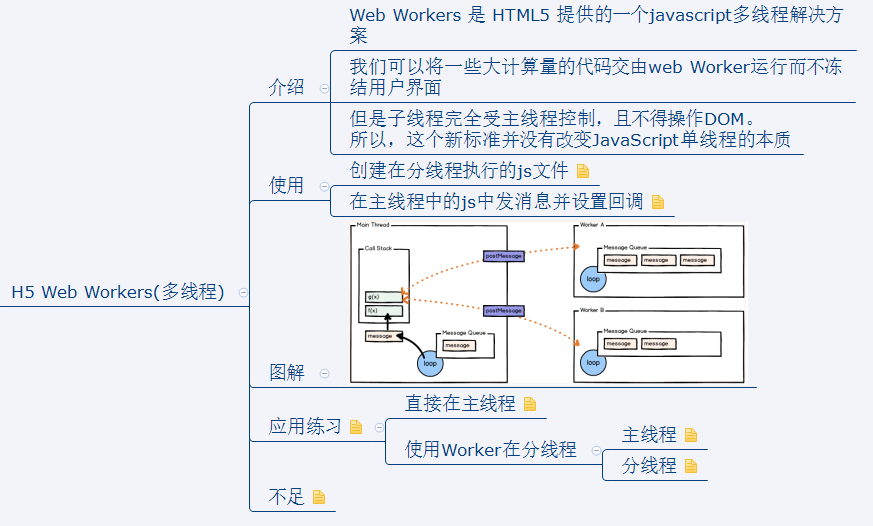 Web Workers 是 HTML5 提供的一个javascript多线程解决方
案
我们可以将一些大计算量的代码交由web Worker运行而不冻
结用户界面
介绍
但是子线程完全受主线程控制，且不得操作DOM。
所以，这个新标准并没有改变JavaScript单线程的本质
创建在分线程执行的js文件
使用
在主线程中的js中发消息并设置回调
H5 Web Workers(多线程)
Main Thread
Call Stack
g(x)
f(x)
message
Message Queue
message
loop
postMessage
postMessage
Worker A
Message Queue
message message message
loop
Worker B
Message Queue
message message
loop
图解
直接在主线程
应用练习
使用Worker在分线程
主线程
分线程
不足